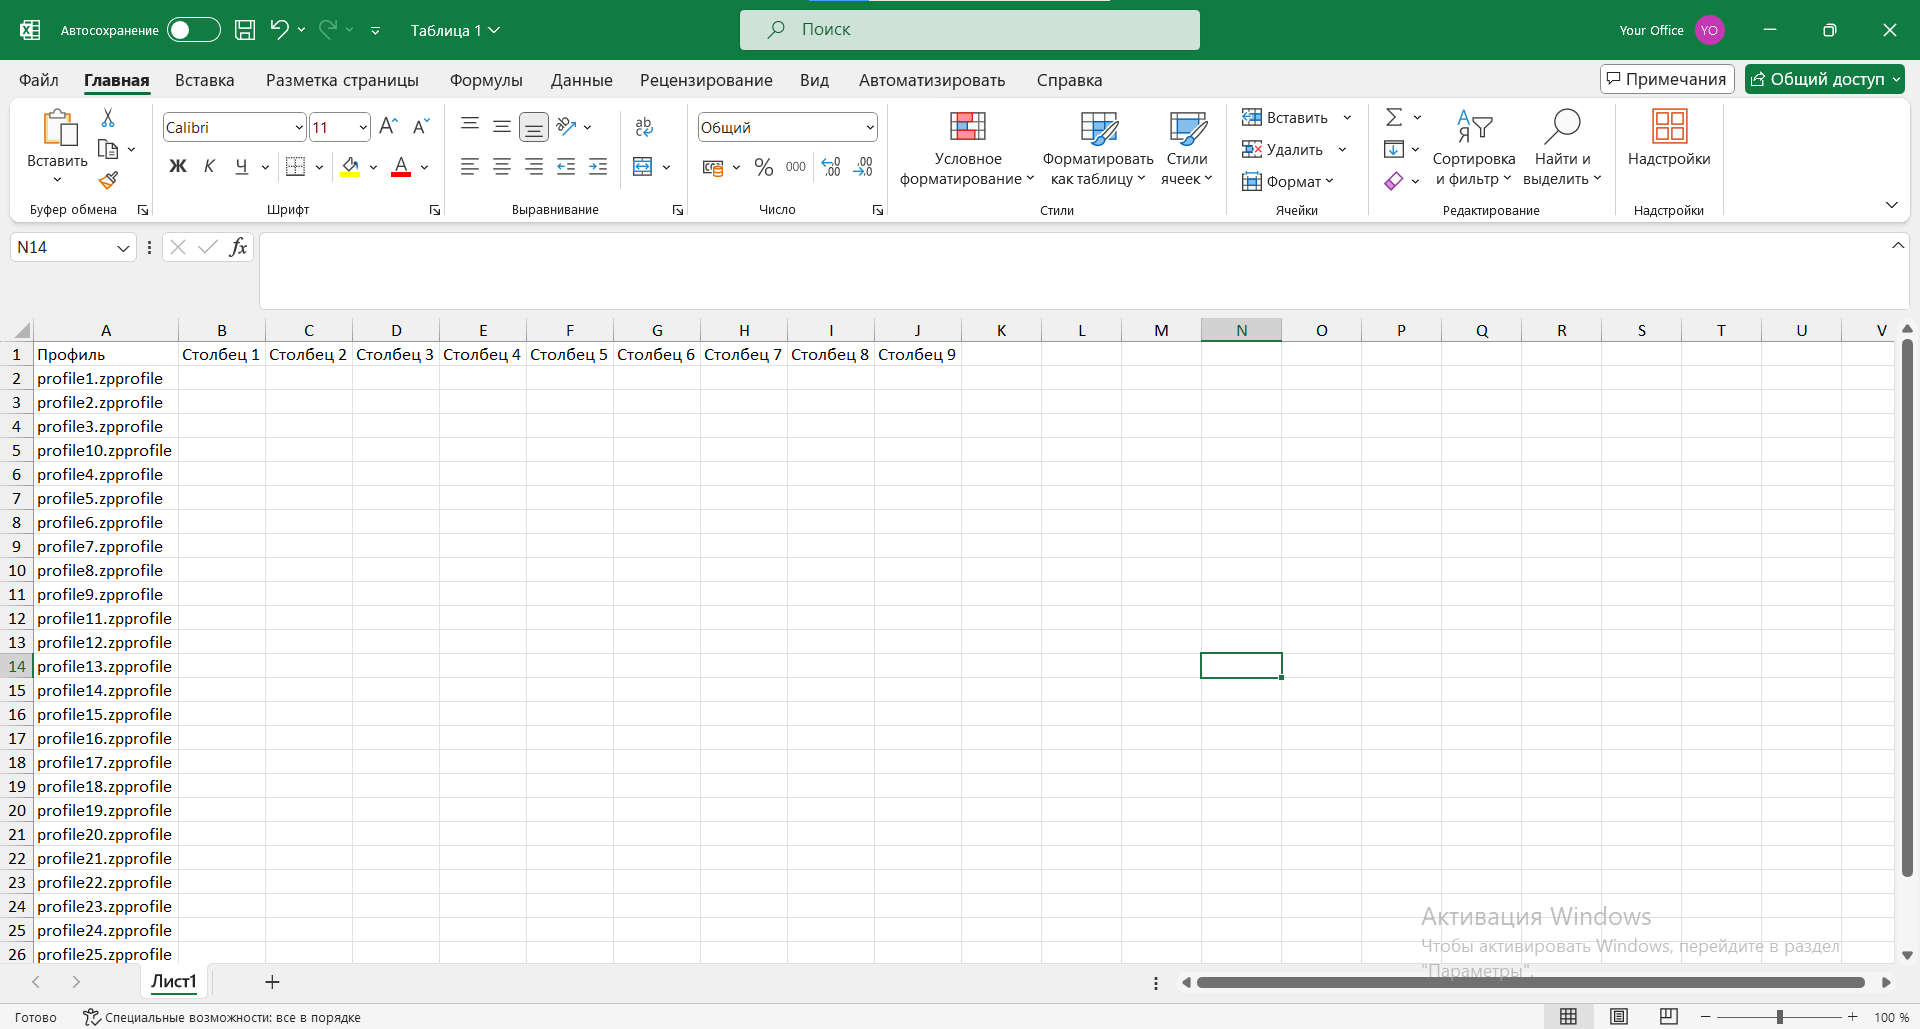 Автосохранение
Таблица 1
Поиск
Your Office
YO
Файл Главная Вставка Разметка страницы Формулы Данные Рецензирование Вид Автоматизировать Справка
Примечания
Общий доступ
Вставить
Буфер обмена
Calibri
11
Ж К Ч
Шрифт
Выравнивание
Общий
% 000
Число
Условное
форматирование
Форматировать
как таблицу
Стили
ячеек
Стили
Вставить
Удалить
Формат
Ячейки
Сортировка
и фильтр
Найти и
выделить
Редактирование
Надстройки
Надстройки
N14
fx
A B C D E F G H I J K L M N O P Q R S T U V
1 Профиль Столбец 1 Столбец 2 Столбец 3 Столбец 4 Столбец 5 Столбец 6 Столбец 7 Столбец 8 Столбец 9
2 profile1.zpprofile
3 profile2.zpprofile
4 profile3.zpprofile
5 profile10.zpprofile
6 profile4.zpprofile
7 profile5.zpprofile
8 profile6.zpprofile
9 profile7.zpprofile
10 profile8.zpprofile
11 profile9.zpprofile
12 profile11.zpprofile
13 profile12.zpprofile
14 profile13.zpprofile
15 profile14.zpprofile
16 profile15.zpprofile
17 profile16.zpprofile
18 profile17.zpprofile
19 profile18.zpprofile
20 profile19.zpprofile
21 profile20.zpprofile
22 profile21.zpprofile
23 profile22.zpprofile
24 profile23.zpprofile
25 profile24.zpprofile
26 profile25.zpprofile
Активация Windows
Чтобы активировать Windows, перейдите в раздел
"Параметры".
Лист1
Готово
Специальные возможности: все в порядке
100 %